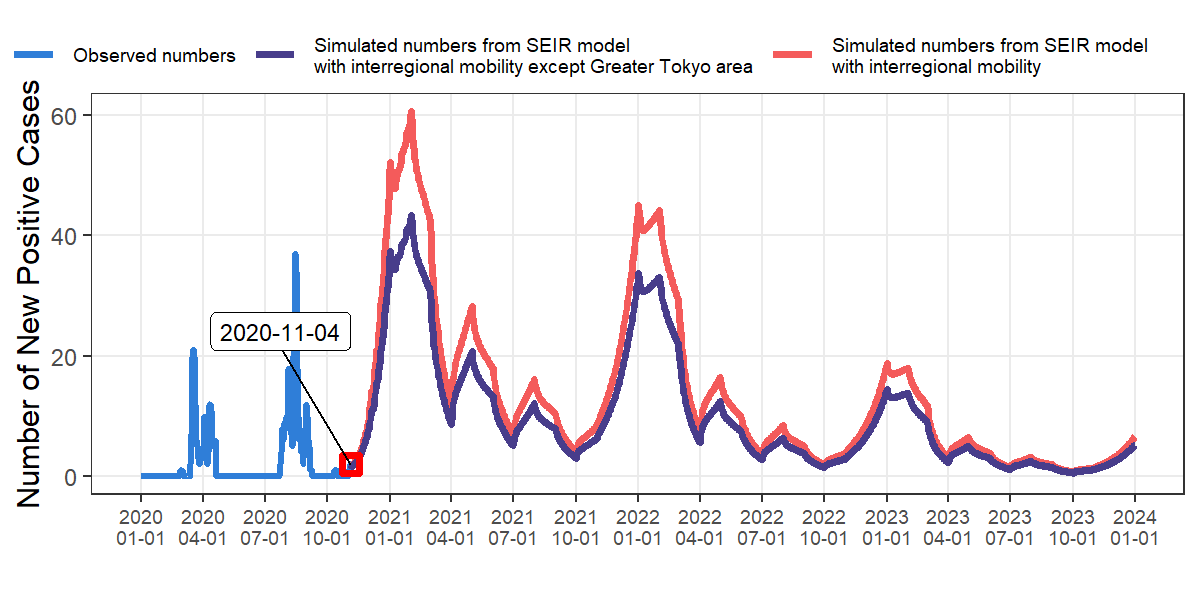 Observed numbers
Simulated numbers from SEIR model
with interregional mobility except Greater Tokyo area
Simulated numbers from SEIR model
with interregional mobility
Number of New Positive Cases
60
40
20
0
2020-11-04
2020 2020 2020 2020 2021 2021 2021 2021 2022 2022 2022 2022 2023 2023 2023 2023 2024
01-01 04-01 07-01 10-01 01-01 04-01 07-01 10-01 01-01 04-01 07-01 10-01 01-01 04-01 07-01 10-01 01-01